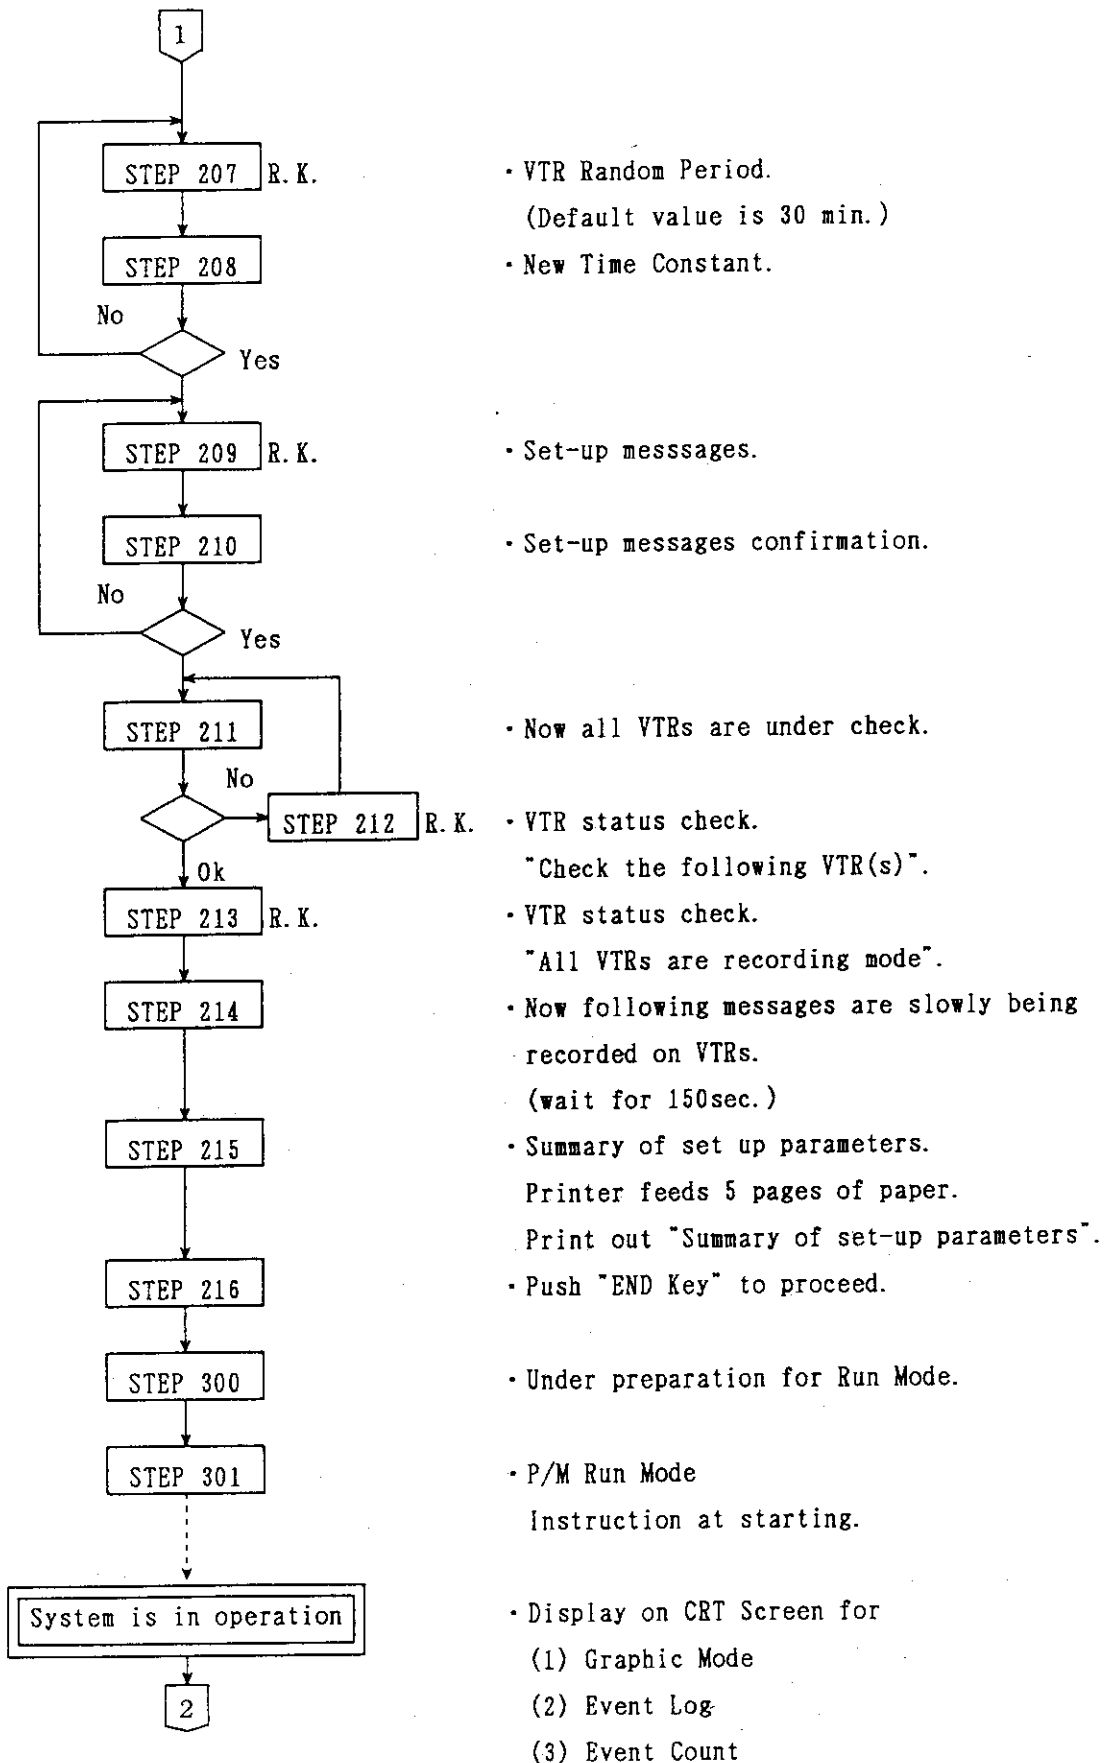 1
STEP 207 R.K. ・VTR Random Period.
(Default value is 30 min.)
STEP 208 ・New Time Constant.
No
Yes
STEP 209 R.K. ・Set-up messsages.
STEP 210 ・Set-up messages confirmation.
No
Yes
STEP 211 ・Now all VTRs are under check.
No
STEP 212 R.K. ・VTR status check.
"Check the following VTR(s)".
Ok
STEP 213 R.K. ・VTR status check.
"All VTRs are recording mode".
STEP 214 ・Now following messages are slowly being
recorded on VTRs.
(wait for 150sec.)
STEP 215 ・Summary of set up parameters.
Printer feeds 5 pages of paper.
Print out "Summary of set-up parameters".
STEP 216 ・Push "END Key" to proceed.
STEP 300 ・Under preparation for Run Mode.
STEP 301 ・P/M Run Mode
Instruction at starting.
System is in operation ・Display on CRT Screen for
(1) Graphic Mode
2 (2) Event Log
(3) Event Count